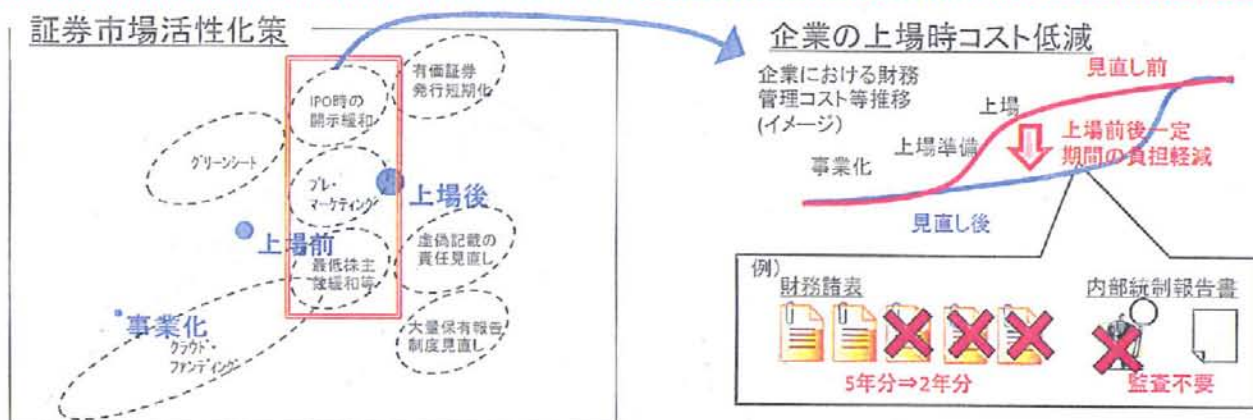 証券市場活性化策
有価証券
発行短期化
IPO時の
開示緩和
グリーンシート
プレ・
マーケティング
上場後
上場前
虚偽記載の
責任見直し
最低株主
数緩和等
事業化
クラウド・
ファンディング
大量保有報告
制度見直し
企業の上場時コスト低減
企業における財務
管理コスト等推移
(イメージ)
見直し前
上場
上場準備
事業化
上場前後一定
期間の負担軽減
見直し後
例)
財務諸表
内部統制報告書
5年分⇒2年分
監査不要